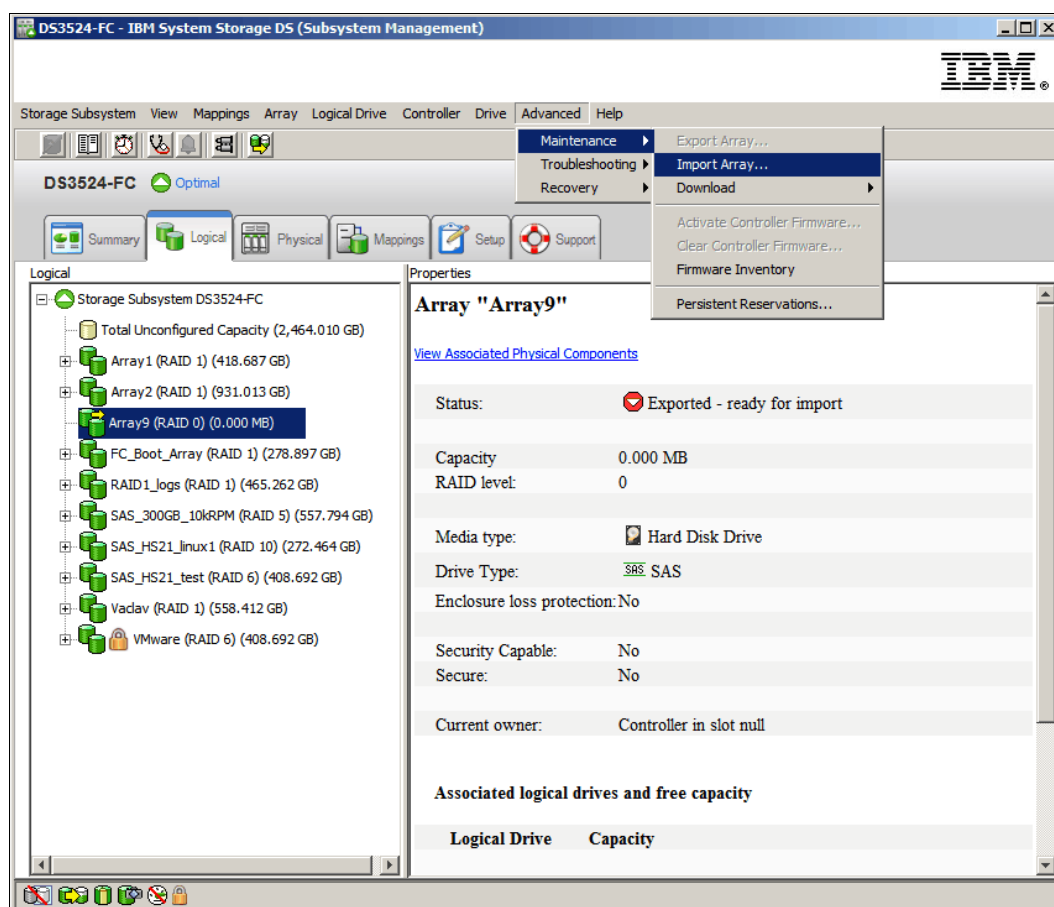 DS3524-FC - IBM System Storage DS (Subsystem Management)
IBM®
Storage Subsystem View Mappings Array Logical Drive Controller Drive Advanced Help
Maintenance
Troubleshooting
Recovery
Export Array...
Import Array...
Download
Activate Controller Firmware...
Clear Controller Firmware...
Firmware Inventory
Persistent Reservations...
DS3524-FC Optimal
Summary Logical Physical Mappings Setup Support
Logical
Storage Subsystem DS3524-FC
Total Unconfigured Capacity (2,464.010 GB)
Array1 (RAID 1) (418.687 GB)
Array2 (RAID 1) (931.013 GB)
Array9 (RAID 0) (0.000 MB)
FC_Boot_Array (RAID 1) (278.897 GB)
RAID1_logs (RAID 1) (465.262 GB)
SAS_300GB_10kRPM (RAID 5) (557.794 GB)
SAS_HS21_linux1 (RAID 10) (272.464 GB)
SAS_HS21_test (RAID 6) (408.692 GB)
Vaclav (RAID 1) (558.412 GB)
VMware (RAID 6) (408.692 GB)
Properties
Array "Array9"
View Associated Physical Components
Status: Exported - ready for import
Capacity 0.000 MB
RAID level: 0
Media type: Hard Disk Drive
Drive Type: SAS SAS
Enclosure loss protection: No
Security Capable: No
Secure: No
Current owner: Controller in slot null
Associated logical drives and free capacity
Logical Drive Capacity